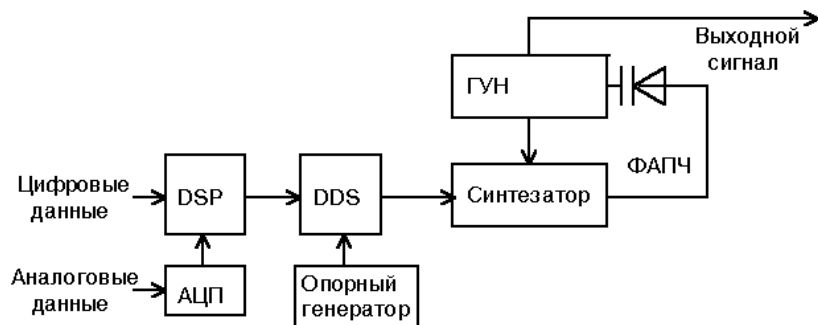 Выходной
сигнал
ГУН
ФАПЧ
Цифровые
данные
DSP
DDS
Синтезатор
Аналоговые
данные
АЦП
Опорный
генератор